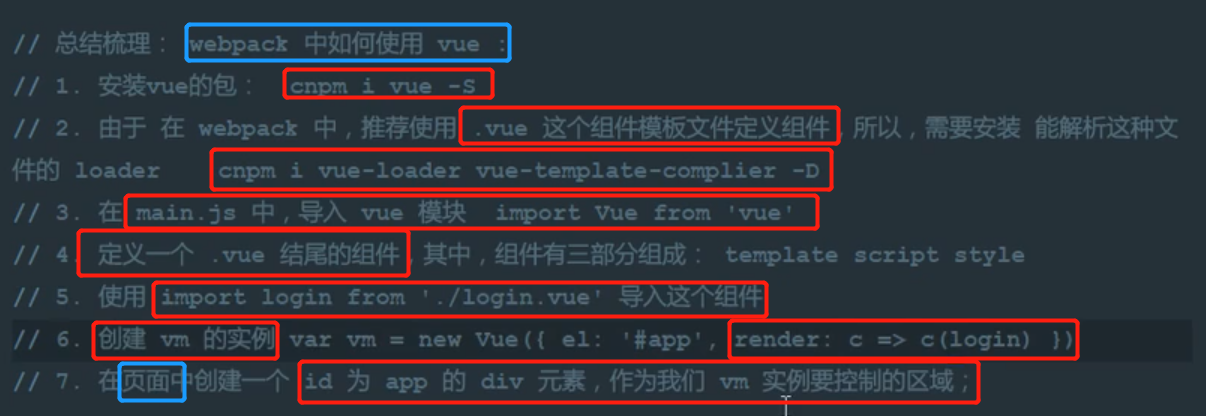 // 总结梳理： webpack 中如何使用 vue ：
// 1. 安装vue的包： cnpm i vue -S
// 2. 由于 在 webpack 中，推荐使用 .vue 这个组件模板文件定义组件，所以，需要安装 能解析这种文
件的 loader cnpm i vue-loader vue-template-complier -D
// 3. 在 main.js 中，导入 vue 模块 import Vue from 'vue'
// 4. 定义一个 .vue 结尾的组件，其中，组件有三部分组成： template script style
// 5. 使用 import login from './login.vue' 导入这个组件
// 6. 创建 vm 的实例 var vm = new Vue({ el: '#app', render: c => c(login) })
// 7. 在页面中创建一个 id 为 app 的 div 元素，作为我们 vm 实例要控制的区域；